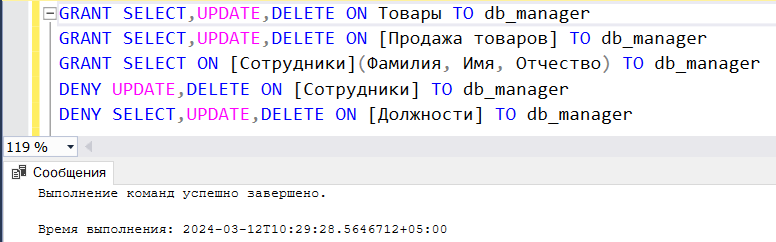 GRANT SELECT,UPDATE,DELETE ON Товары TO db_manager
GRANT SELECT,UPDATE,DELETE ON [Продажа товаров] TO db_manager
GRANT SELECT ON [Сотрудники](Фамилия, Имя, Отчество) TO db_manager
DENY UPDATE,DELETE ON [Сотрудники] TO db_manager
DENY SELECT,UPDATE,DELETE ON [Должности] TO db_manager
119 %
Сообщения
Выполнение команд успешно завершено.
Время выполнения: 2024-03-12T10:29:28.5646712+05:00